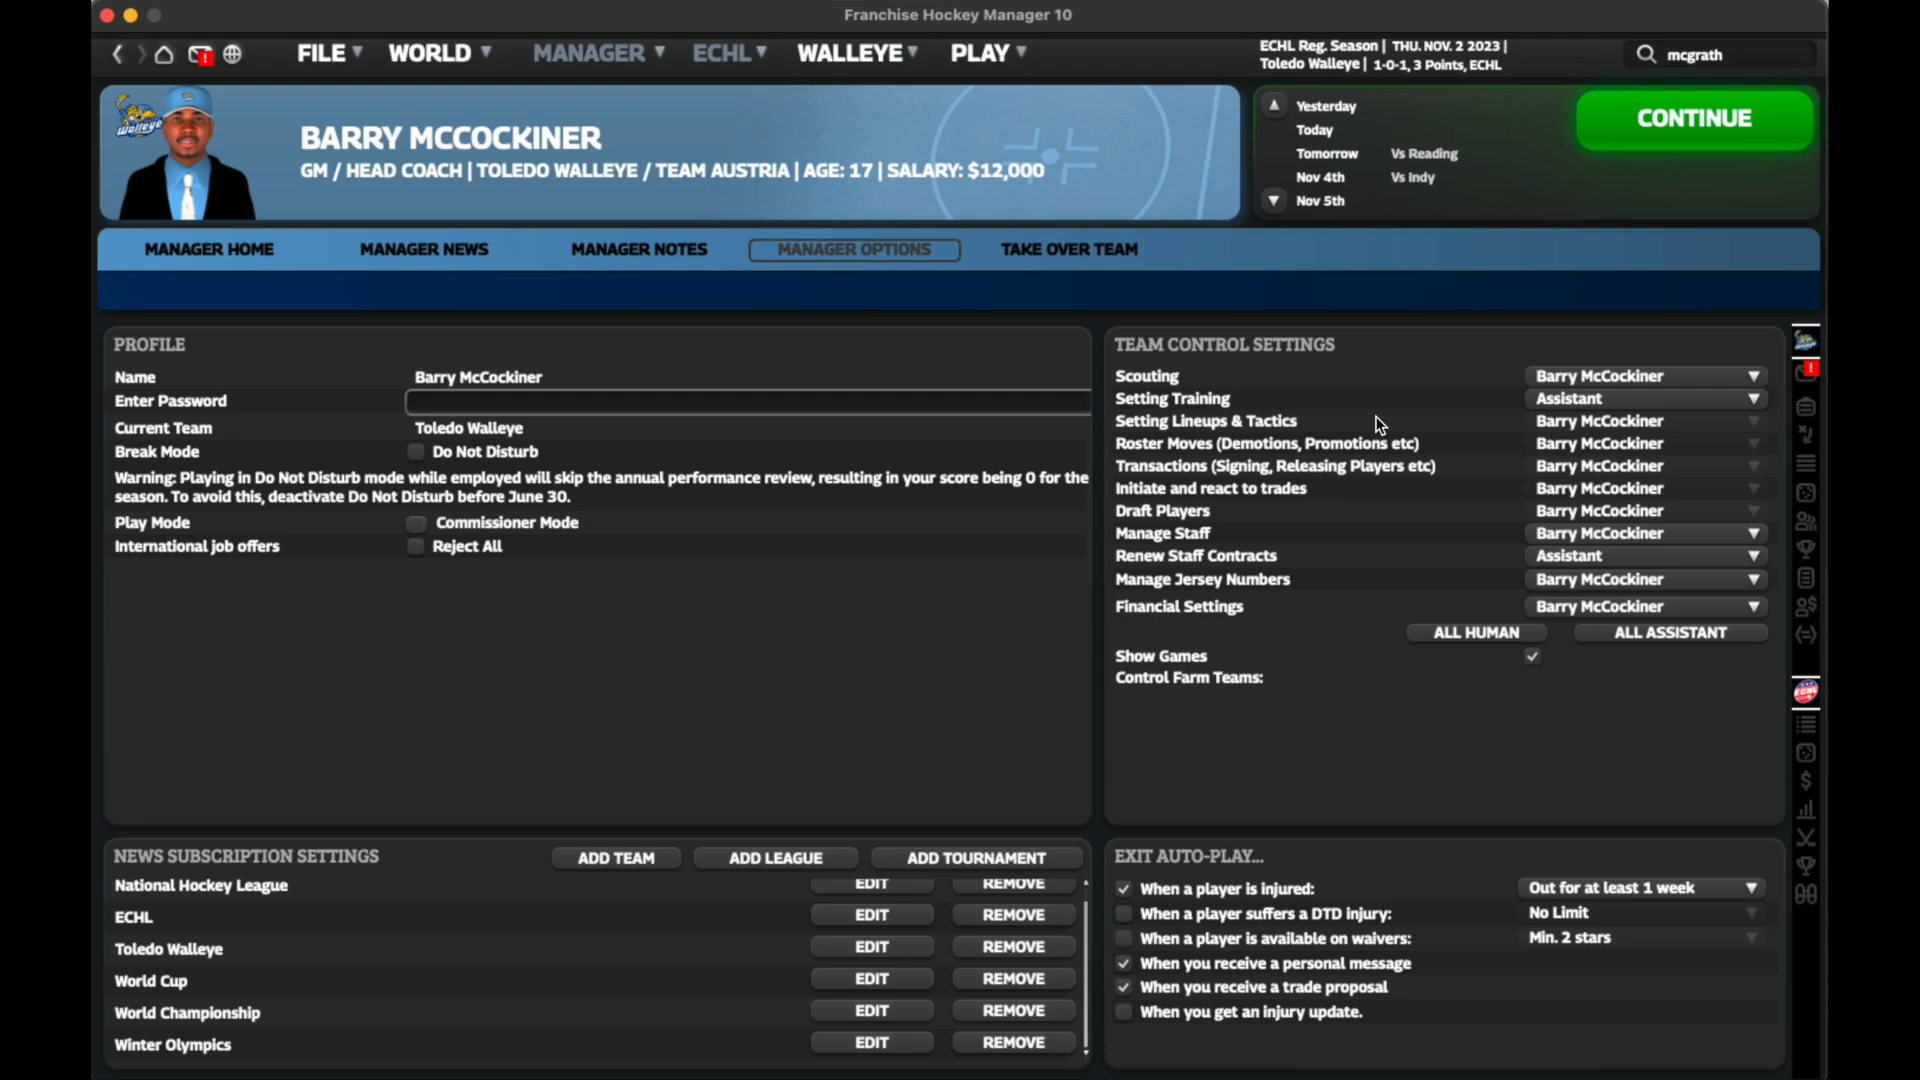 Franchise Hockey Manager 10
FILE WORLD MANAGER ECHL WALLEYE PLAY
ECHL Reg. Season | THU. NOV. 2 2023 |
Toledo Walleye | 1-0-1, 3 Points, ECHL
mcgrath
Walleye
BARRY MCCOCKINER
GM / HEAD COACH | TOLEDO WALLEYE / TEAM AUSTRIA | AGE: 17 | SALARY: $12,000
Yesterday
Today
Tomorrow Vs Reading
Nov 4th Vs Indy
Nov 5th
CONTINUE
MANAGER HOME MANAGER NEWS MANAGER NOTES MANAGER OPTIONS TAKE OVER TEAM
PROFILE
Name Barry McCockiner
Enter Password
Current Team Toledo Walleye
Break Mode Do Not Disturb
Warning: Playing in Do Not Disturb mode while employed will skip the annual performance review, resulting in your score being 0 for the
season. To avoid this, deactivate Do Not Disturb before June 30.
Play Mode Commissioner Mode
International job offers Reject All
TEAM CONTROL SETTINGS
Scouting Barry McCockiner
Setting Training Assistant
Setting Lineups & Tactics Barry McCockiner
Roster Moves (Demotions, Promotions etc) Barry McCockiner
Transactions (Signing, Releasing Players etc) Barry McCockiner
Initiate and react to trades Barry McCockiner
Draft Players Barry McCockiner
Manage Staff Barry McCockiner
Renew Staff Contracts Assistant
Manage Jersey Numbers Barry McCockiner
Financial Settings Barry McCockiner
ALL HUMAN ALL ASSISTANT
Show Games
Control Farm Teams:
NEWS SUBSCRIPTION SETTINGS ADD TEAM ADD LEAGUE ADD TOURNAMENT
National Hockey League EDIT REMOVE
ECHL EDIT REMOVE
Toledo Walleye EDIT REMOVE
World Cup EDIT REMOVE
World Championship EDIT REMOVE
Winter Olympics EDIT REMOVE
EXIT AUTO-PLAY...
When a player is injured: Out for at least 1 week
When a player suffers a DTD injury: No Limit
When a player is available on waivers: Min. 2 stars
When you receive a personal message
When you receive a trade proposal
When you get an injury update.
ECHL